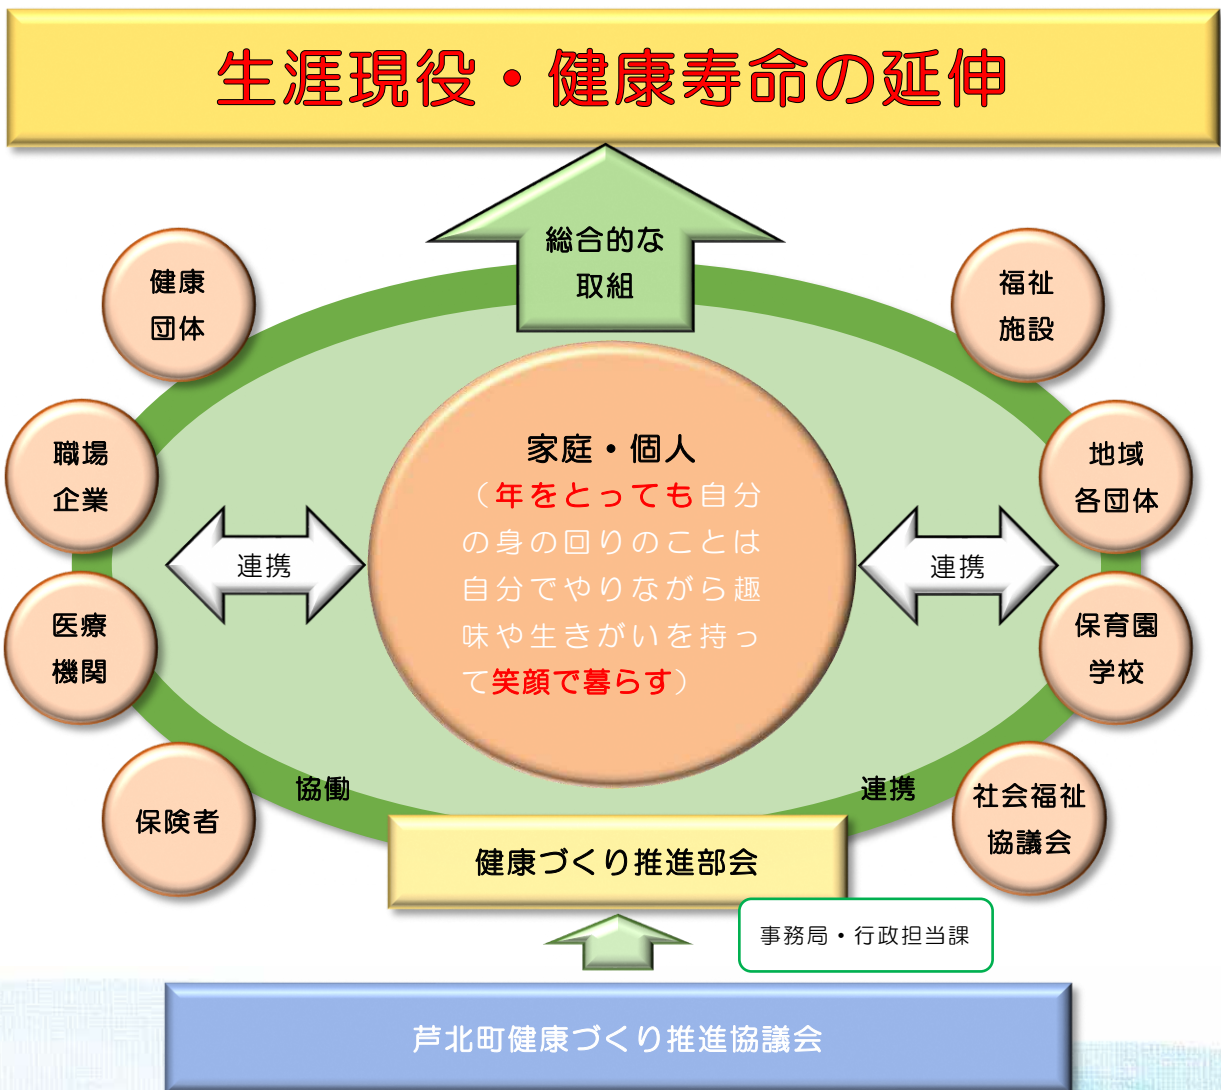 生涯現役・健康寿命の延伸
総合的な
取組
健康
団体
福祉
施設
職場
企業
地域
各団体
家庭・個人
（年をとっても自分
の身の回りのことは
自分でやりながら趣
味や生きがいを持っ
て笑顔で暮らす）
連携
連携
医療
機関
保育園
学校
協働
連携
保険者
社会福祉
協議会
健康づくり推進部会
事務局・行政担当課
芦北町健康づくり推進協議会